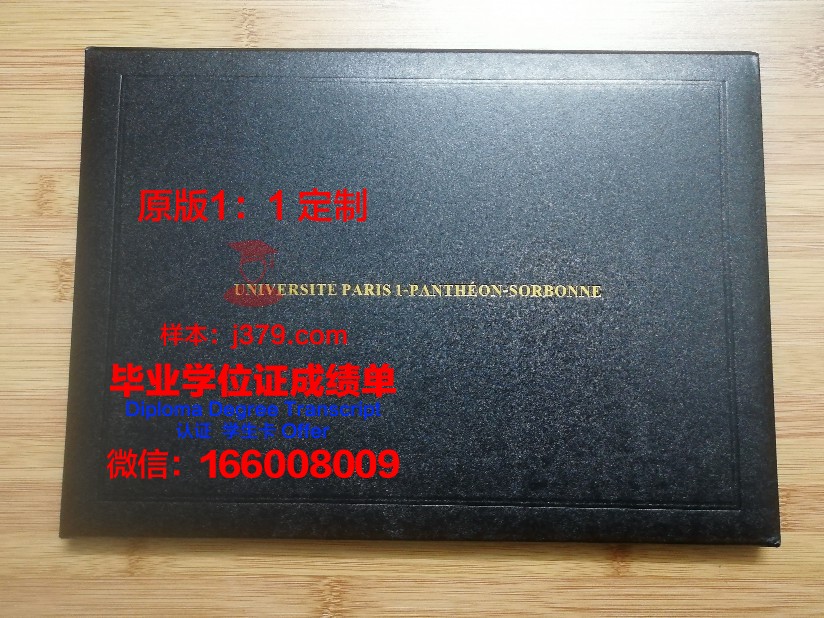 原版1：1 定制
UNIVERSITE PARIS 1-PANTHÉON-SORBONNE
样本：j379.com
毕业学位证成绩单
Diploma Degree Transcript
认证 学生卡 Offer
微信：166008009